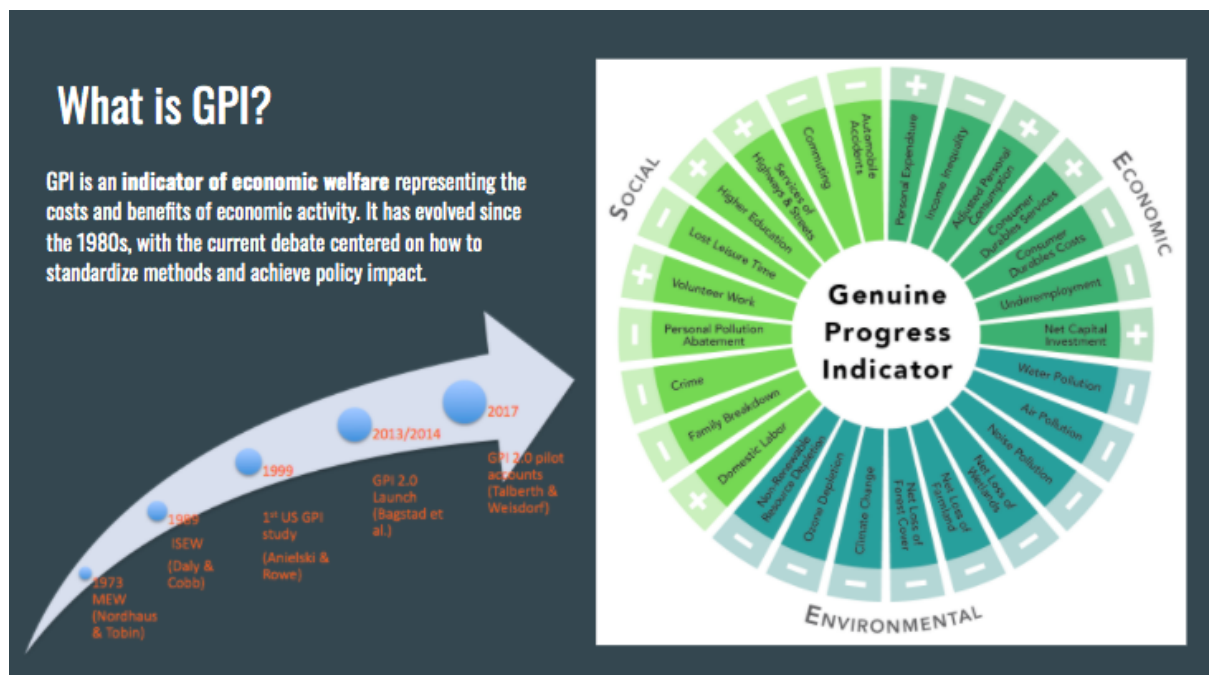 What is GPI?
GPI is an indicator of economic welfare representing the
costs and benefits of economic activity. It has evolved since
the 1980s, with the current debate centered on how to
standardize methods and achieve policy impact.
1973
MEW
(Nordhaus
& Tobin)
1989
ISEW
(Daly &
Cobb)
1999
1st US GPI
study
(Anielski &
Rowe)
2013/2014
GPI 2.0
Launch
(Bagstad et
al.)
2017
GPI 2.0 pilot
accounts
(Talberth &
Weisdorf)
Genuine
Progress
Indicator
ECONOMIC
+
Personal Expenditure
-
Income Inequality
+
Adjusted Personal
Consumption
+
Consumer
Durables Services
-
Consumer
Durables Costs
-
Underemployment
+
Net Capital
Investment
ENVIRONMENTAL
-
Water Pollution
-
Air Pollution
-
Noise Pollution
-
Net Loss of
Wetlands
-
Net Loss of
Farmland
-
Net Loss of
Forest Cover
-
Climate Change
-
Ozone Depletion
-
Non-Renewable
Resource Depletion
SOCIAL
+
Domestic Labor
-
Family Breakdown
-
Crime
-
Personal Pollution
Abatement
+
Volunteer Work
-
Lost Leisure Time
+
Higher Education
+
Services of
Highways & Streets
-
Commuting
-
Automobile
Accidents